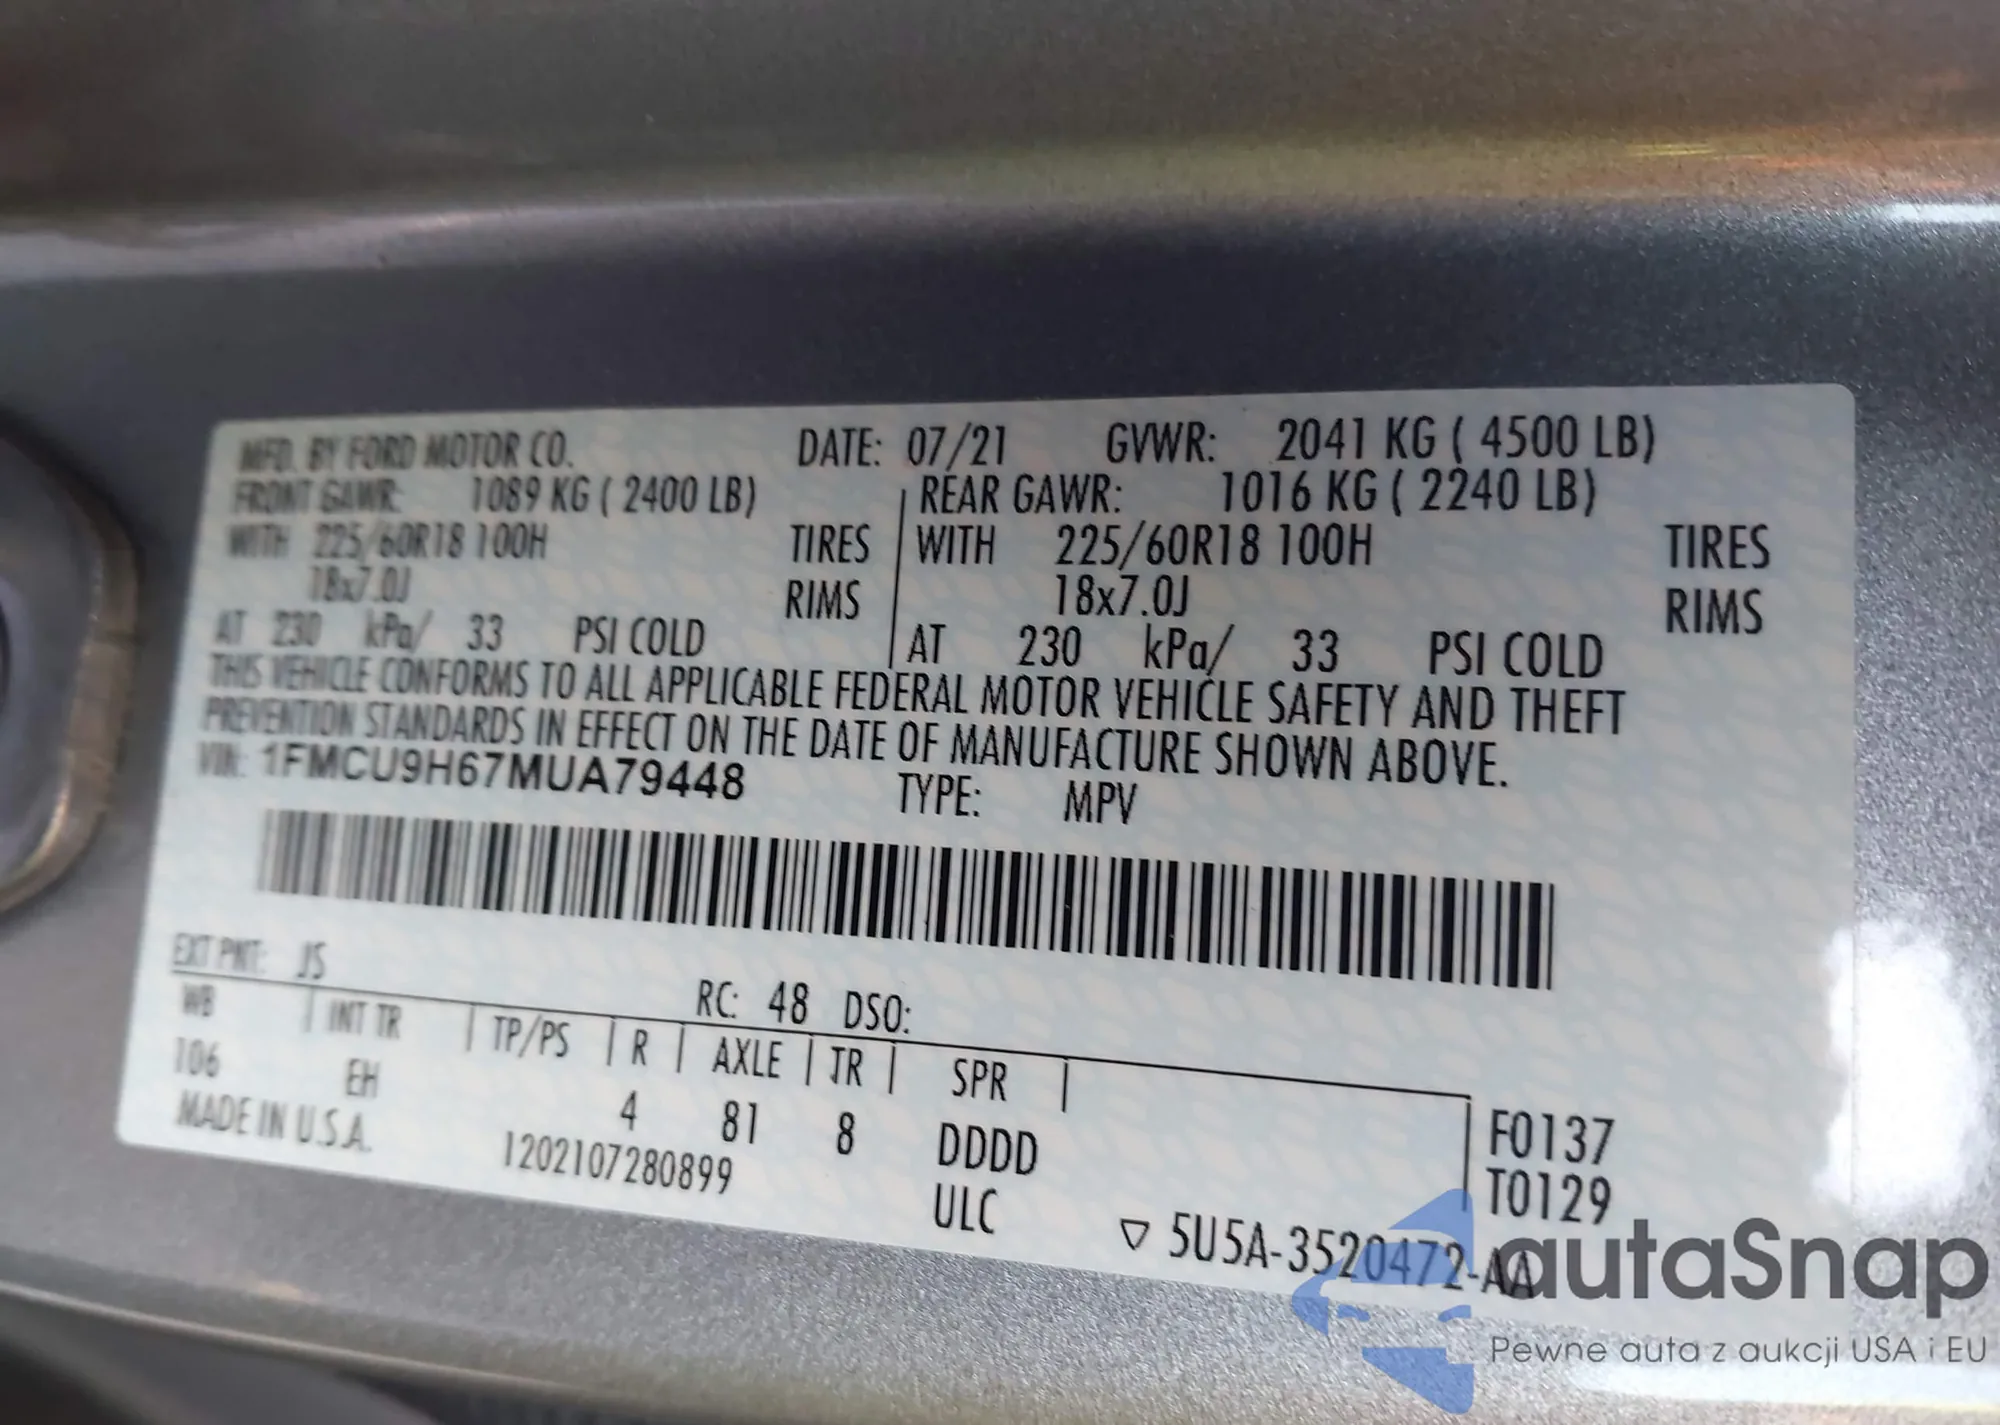 MFD. BY FORD MOTOR CO. DATE: 07/21 GVWR: 2041 KG ( 4500 LB)
FRONT GAWR: 1089 KG ( 2400 LB) REAR GAWR: 1016 KG ( 2240 LB)
WITH 225/60R18 100H TIRES WITH 225/60R18 100H TIRES
18x7.0J RIMS 18x7.0J RIMS
AT 230 kPa/ 33 PSI COLD AT 230 kPa/ 33 PSI COLD
THIS VEHICLE CONFORMS TO ALL APPLICABLE FEDERAL MOTOR VEHICLE SAFETY AND THEFT
PREVENTION STANDARDS IN EFFECT ON THE DATE OF MANUFACTURE SHOWN ABOVE.
VIN: 1FMCU9H67MUA79448 TYPE: MPV
EXT PNT: JS RC: 48 DSO:
WB INT TR TP/PS R AXLE TR SPR
106 EH 4 81 8 DDDD F0137
MADE IN U.S.A. 1202107280899 ULC T0129
▽ 5U5A-3520472-AA
autaSnap
Pewne auta z aukcji USA i EU